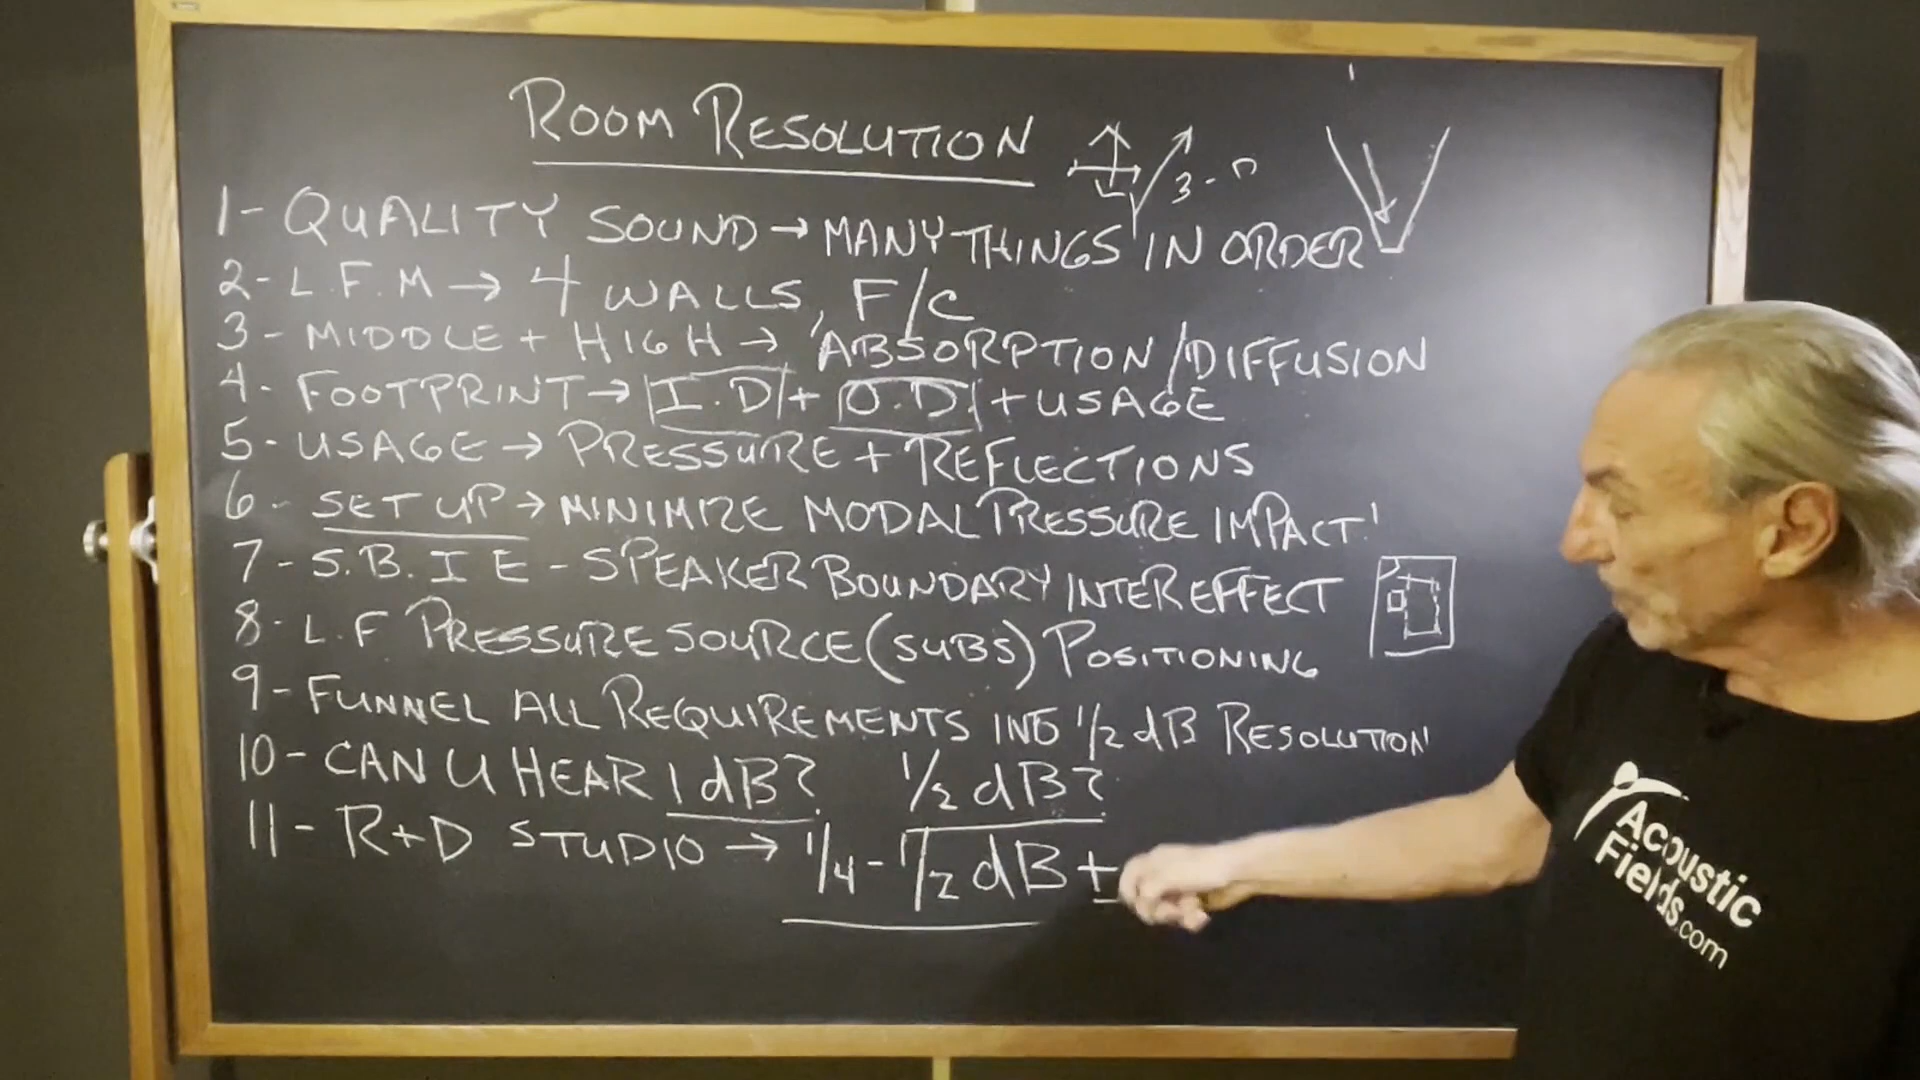 ROOM RESOLUTION
3 - D
1- QUALITY SOUND → MANY THINGS IN ORDER
2- L.F.M → 4 WALLS, F/C
3- MIDDLE + HIGH → ABSORPTION/DIFFUSION
4- FOOTPRINT → I.D + O.D. + USAGE
5- USAGE → PRESSURE + REFLECTIONS
6- SET UP → MINIMIZE MODAL PRESSURE IMPACT!
7- S.B.I E - SPEAKER BOUNDARY INTER EFFECT
8- L.F PRESSURE SOURCE (SUBS) POSITIONING
9- FUNNEL ALL REQUIREMENTS INTO 1/2 dB RESOLUTION
10- CAN U HEAR 1 dB? 1/2 dB?
11- R+D STUDIO → 1/4 - 1/2 dB ±
Acoustic
Fields.com